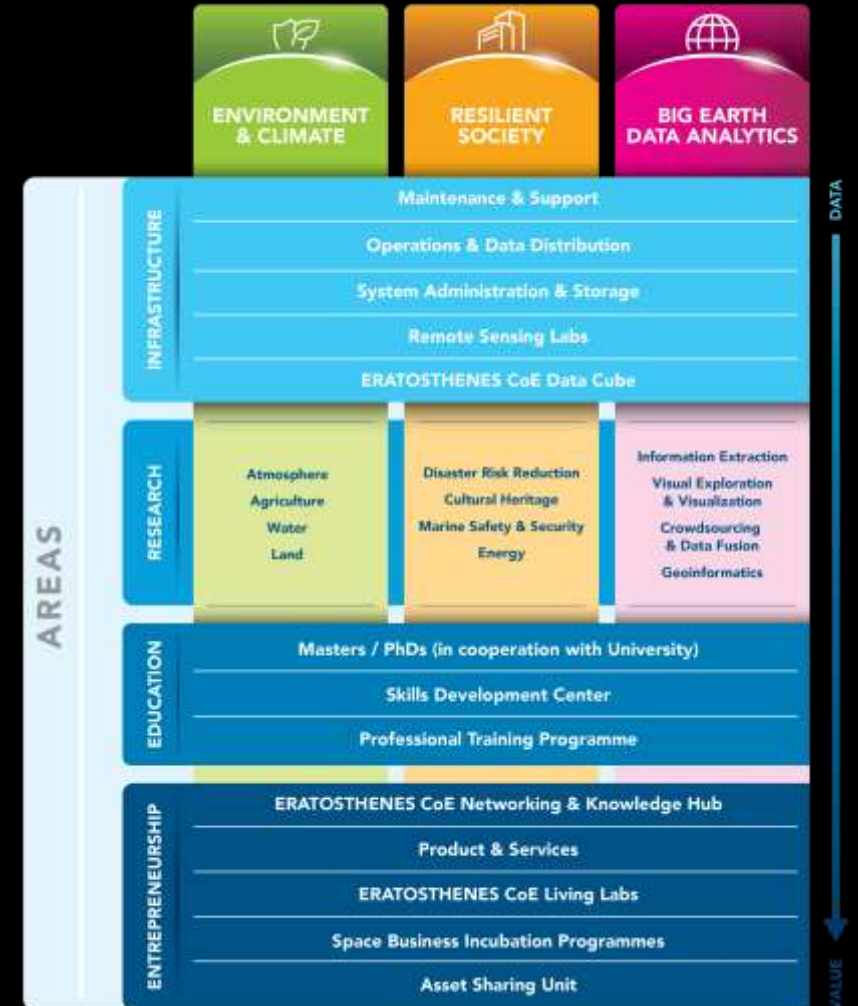 ENVIRONMENT
& CLIMATE
RESILIENT
SOCIETY
BIG EARTH
DATA ANALYTICS
DATA
AREAS
INFRASTRUCTURE
Maintenance & Support
Operations & Data Distribution
System Administration & Storage
Remote Sensing Labs
ERATOSTHENES CoE Data Cube
RESEARCH
Atmosphere
Agriculture
Water
Land
Disaster Risk Reduction
Cultural Heritage
Marine Safety & Security
Energy
Information Extraction
Visual Exploration
& Visualization
Crowdsourcing
& Data Fusion
Geoinformatics
EDUCATION
Masters / PhDs (in cooperation with University)
Skills Development Center
Professional Training Programme
ENTREPRENEURSHIP
ERATOSTHENES CoE Networking & Knowledge Hub
Product & Services
ERATOSTHENES CoE Living Labs
Space Business Incubation Programmes
Asset Sharing Unit
VALUE